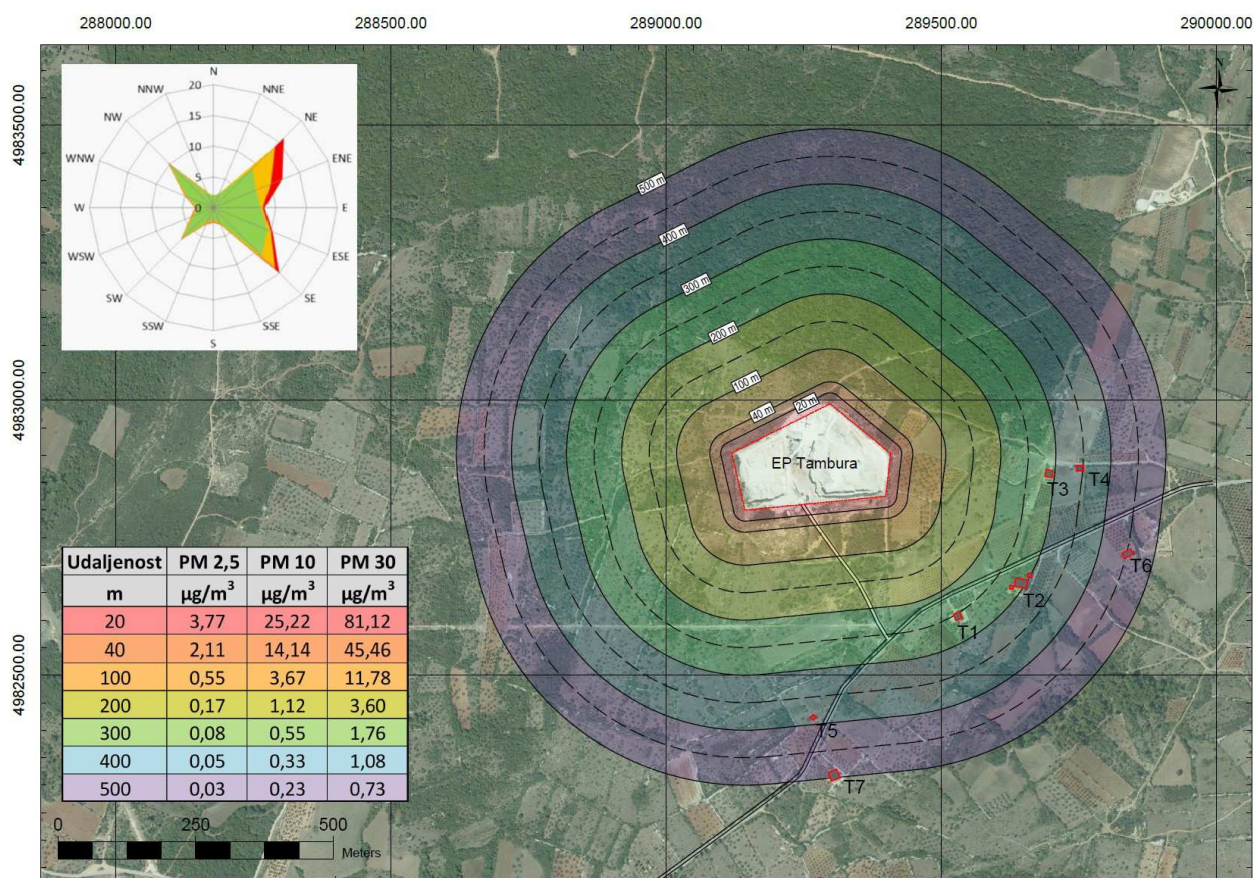 288000.00 288500.00 289000.00 289500.00 290000.00
4983500.00
4983000.00
4982500.00
N
N
NNE
NE
ENE
E
ESE
SE
SSE
S
SSW
SW
WSW
W
WNW
NW
NNW
20
15
10
5
0
500 m
400 m
300 m
200 m
100 m
40 m
20 m
EP Tambura
T3
T4
T6
T2
T1
T5
T7
Udaljenost PM 2,5 PM 10 PM 30
m µg/m³ µg/m³ µg/m³
20 3,77 25,22 81,12
40 2,11 14,14 45,46
100 0,55 3,67 11,78
200 0,17 1,12 3,60
300 0,08 0,55 1,76
400 0,05 0,33 1,08
500 0,03 0,23 0,73
0 250 500
Meters